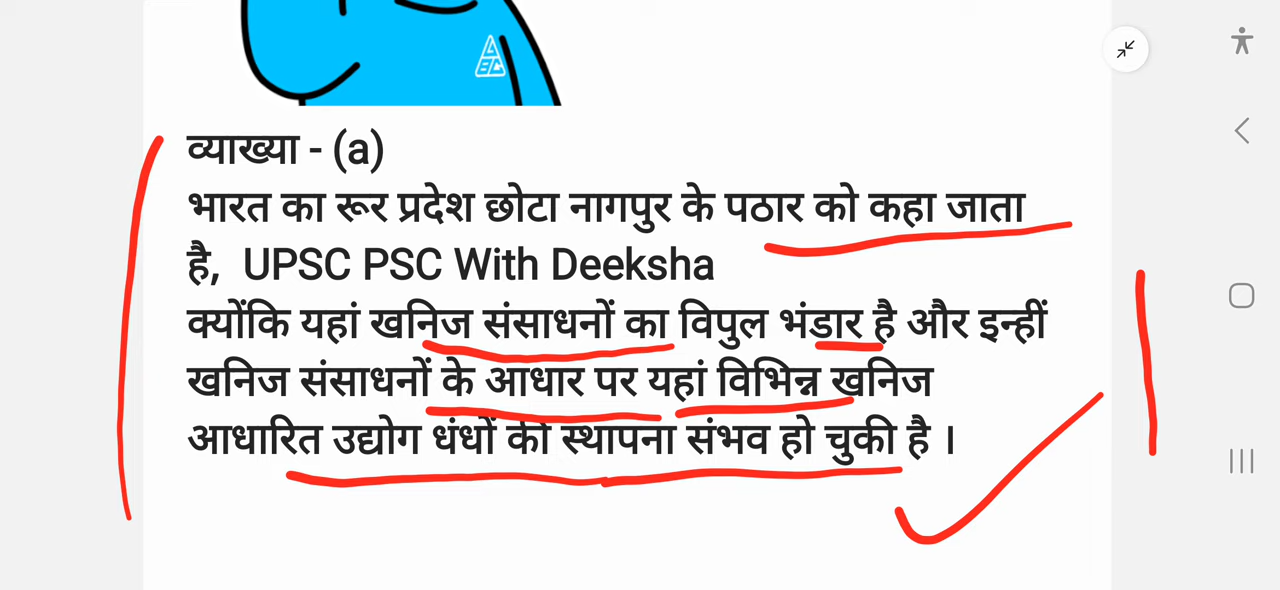 व्याख्या - (a)
भारत का रूर प्रदेश छोटा नागपुर के पठार को कहा जाता
है, UPSC PSC With Deeksha
क्योंकि यहां खनिज संसाधनों का विपुल भंडार है और इन्हीं
खनिज संसाधनों के आधार पर यहां विभिन्न खनिज
आधारित उद्योग धंधों की स्थापना संभव हो चुकी है ।